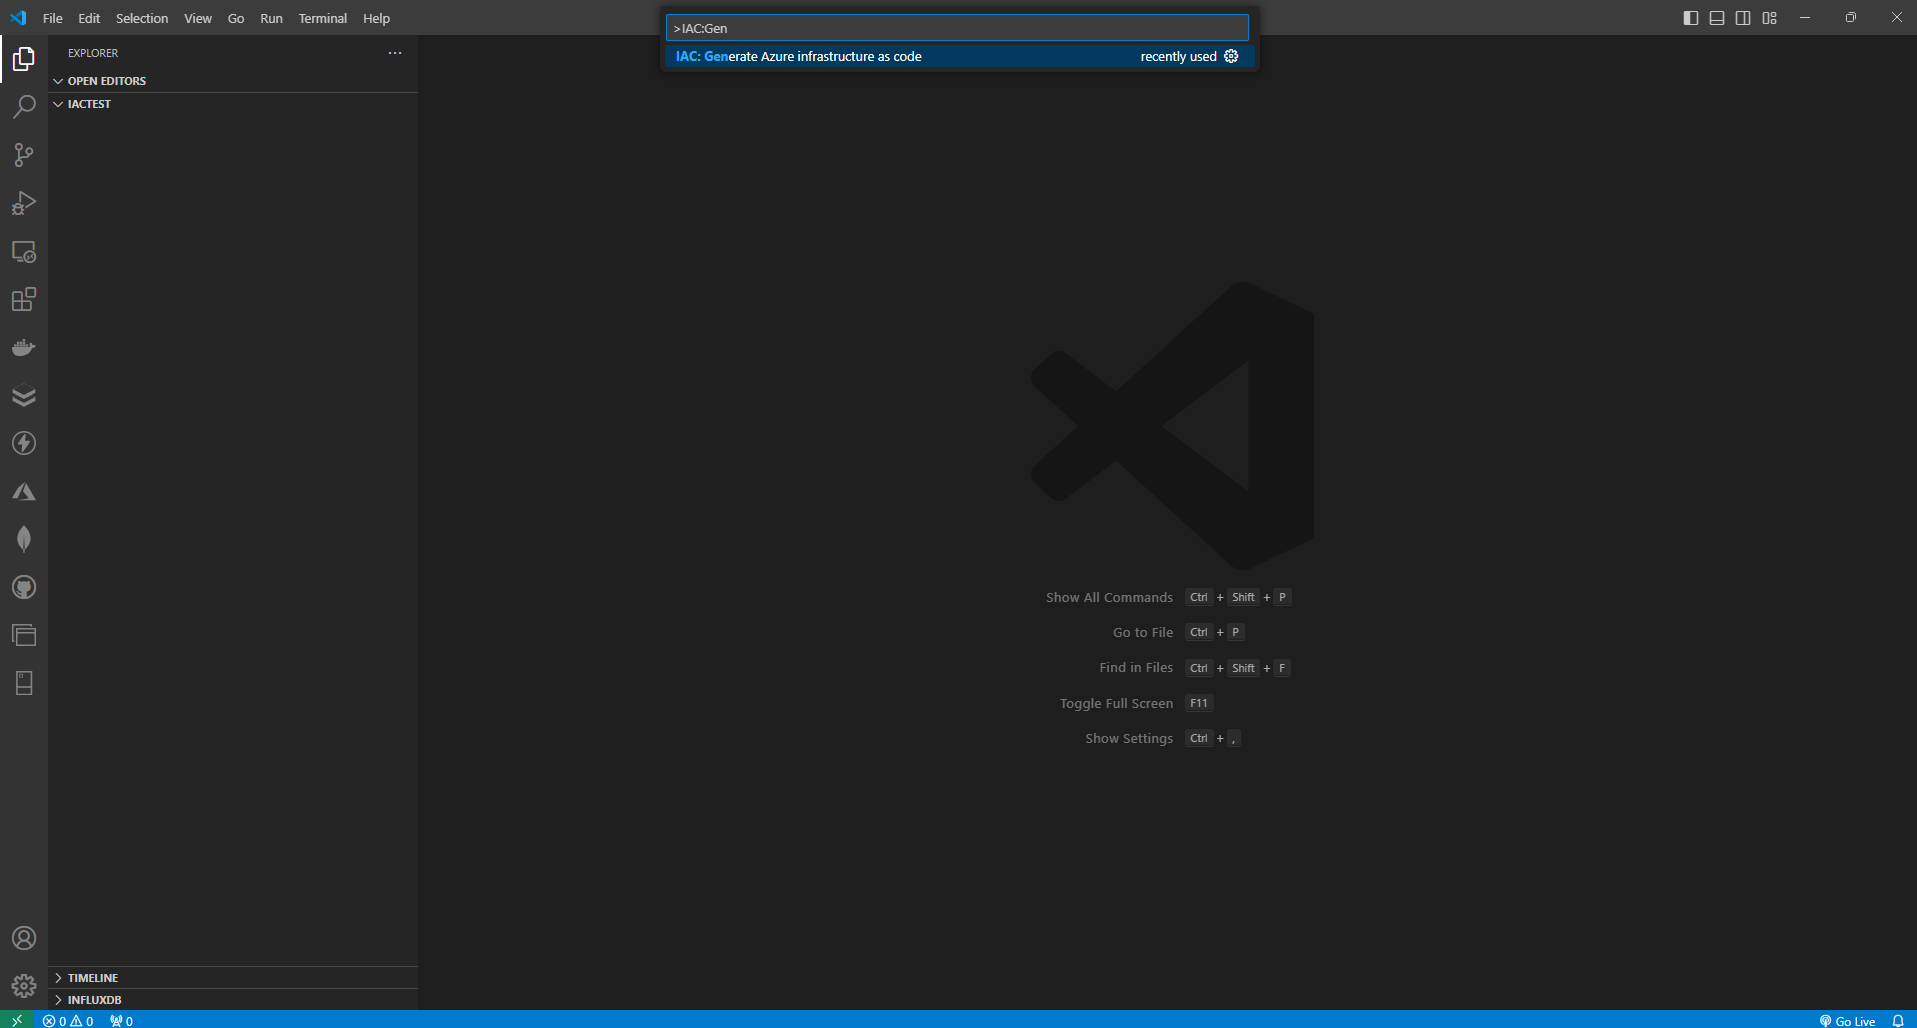 File Edit Selection View Go Run Terminal Help
>IAC:Gen
IAC: Generate Azure infrastructure as code recently used
EXPLORER
OPEN EDITORS
IACTEST
Show All Commands Ctrl + Shift + P
Go to File Ctrl + P
Find in Files Ctrl + Shift + F
Toggle Full Screen F11
Show Settings Ctrl + ,
TIMELINE
INFLUXDB
0 0 0 Go Live